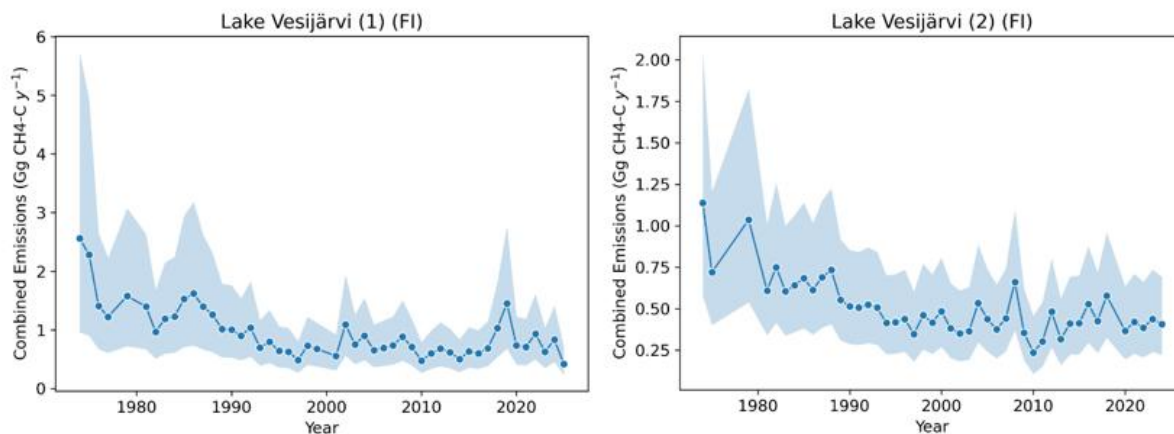 Lake Vesijärvi (1) (FI)
Combined Emissions (Gg CH4-C y⁻¹)
6
5
4
3
2
1
0
1980 1990 2000 2010 2020
Year
Lake Vesijärvi (2) (FI)
Combined Emissions (Gg CH4-C y⁻¹)
2.00
1.75
1.50
1.25
1.00
0.75
0.50
0.25
1980 1990 2000 2010 2020
Year